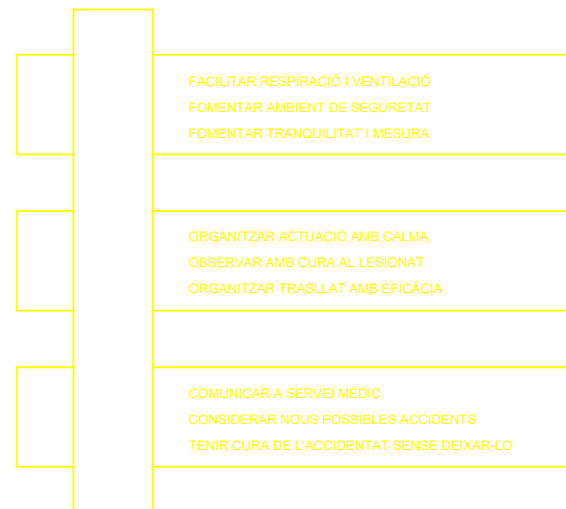 FACILITAR RESPIRACIÓ I VENTILACIÓ
FOMENTAR AMBIENT DE SEGURETAT
FOMENTAR TRANQUILITAT I MESURA
ORGANITZAR ACTUACIÓ AMB CALMA
OBSERVAR AMB CURA AL LESIONAT
ORGANITZAR TRASLLAT AMB EFICÀCIA
COMUNICAR A SERVEI MÈDIC
CONSIDERAR NOUS POSSIBLES ACCIDENTS
TENIR CURA DE L'ACCIDENTAT SENSE DEIXAR-LO